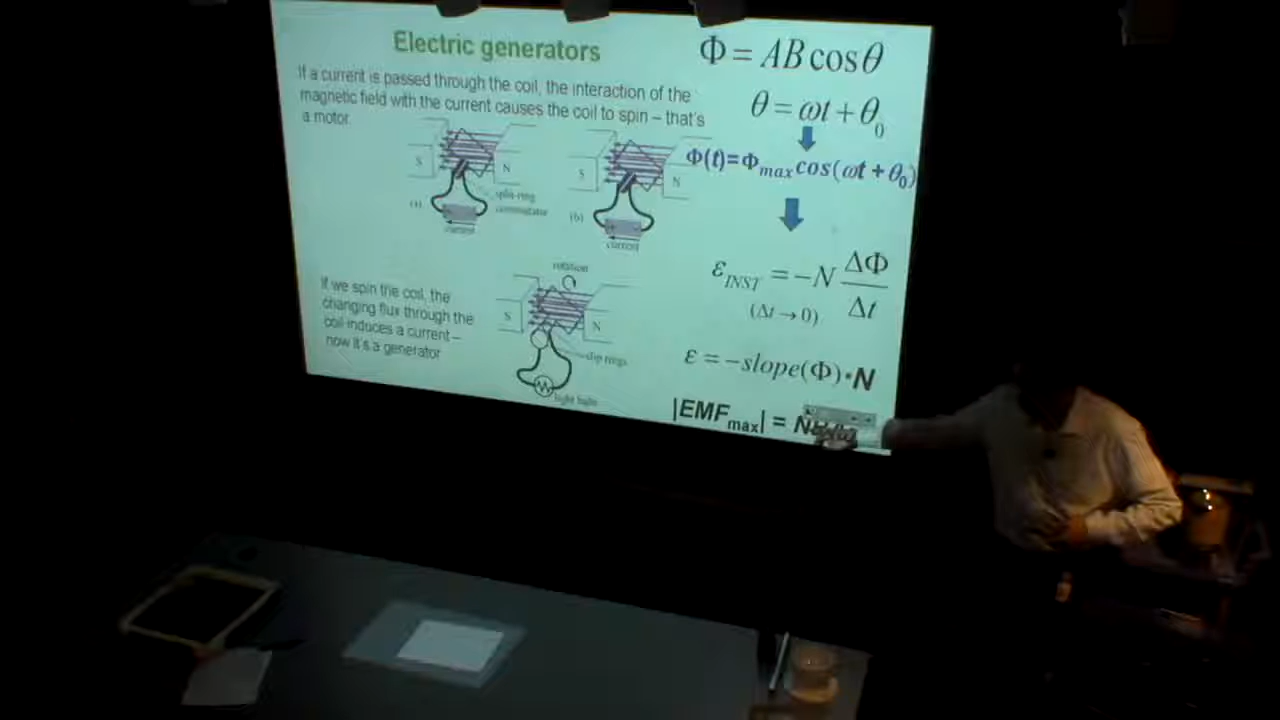 Electric generators
If a current is passed through the coil, the interaction of the
magnetic field with the current causes the coil to spin – that's
a motor.
S
N
split-ring
commutator
(a)
current
S
N
(b)
current
If we spin the coil, the
changing flux through the
coil induces a current –
now it's a generator
rotation
S
N
slip rings
light bulb
Φ = AB cosθ
θ = ωt + θ₀
Φ(t)=Φmax cos(ωt + θ₀)
εINST = −N ΔΦ/Δt
(Δt → 0)
ε = −slope(Φ)•N
|EMFmax| = N